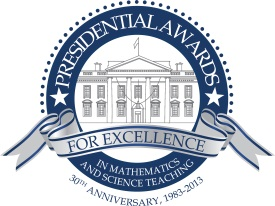 PRESIDENTIAL AWARDS
FOR EXCELLENCE
IN MATHEMATICS
AND SCIENCE TEACHING
30TH ANNIVERSARY, 1983-2013